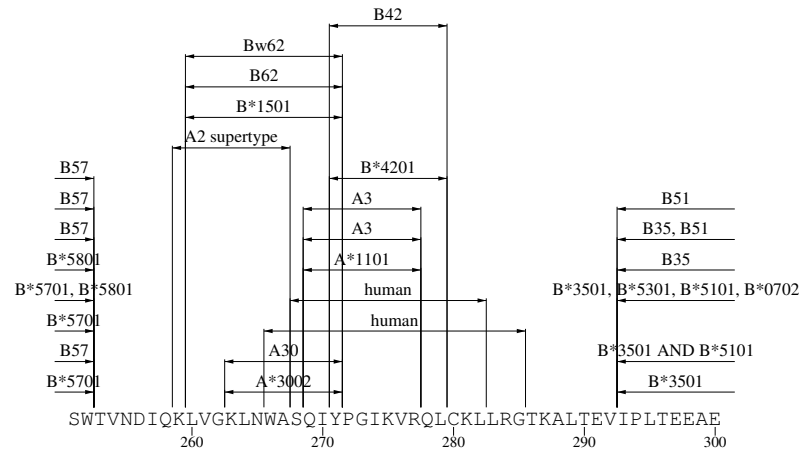 B42
Bw62
B62
B*1501
A2 supertype
B57 B*4201
B57 A3 B51
B57 A3 B35, B51
B*5801 A*1101 B35
B*5701, B*5801 human B*3501, B*5301, B*5101, B*0702
B*5701 human
B57 A30 B*3501 AND B*5101
B*5701 A*3002 B*3501
SWTVNDIQKLVGKLNWASQIYPGIKVRQLCKLLRGTKALTEVIPLTEEAE
260 270 280 290 300